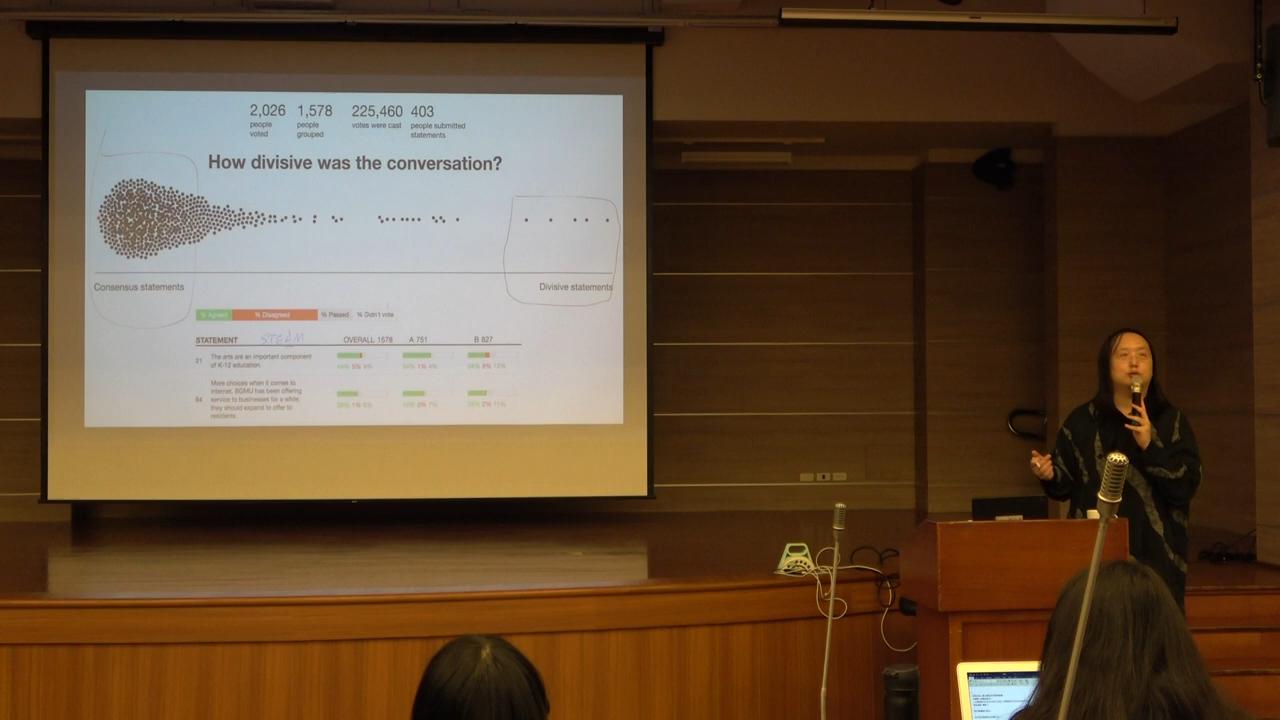 2,026 1,578 225,460 403
people voted people grouped votes were cast people submitted statements
How divisive was the conversation?
Consensus statements Divisive statements
% Agreed % Disagreed % Passed % Didn't vote
STEAM
STATEMENT OVERALL 1578 A 751 B 827
The arts are an important component
of K-12 education.
More choices when it comes to
internet. BGMU has been offering
service to businesses for a while,
they should expand to offer to
residents.